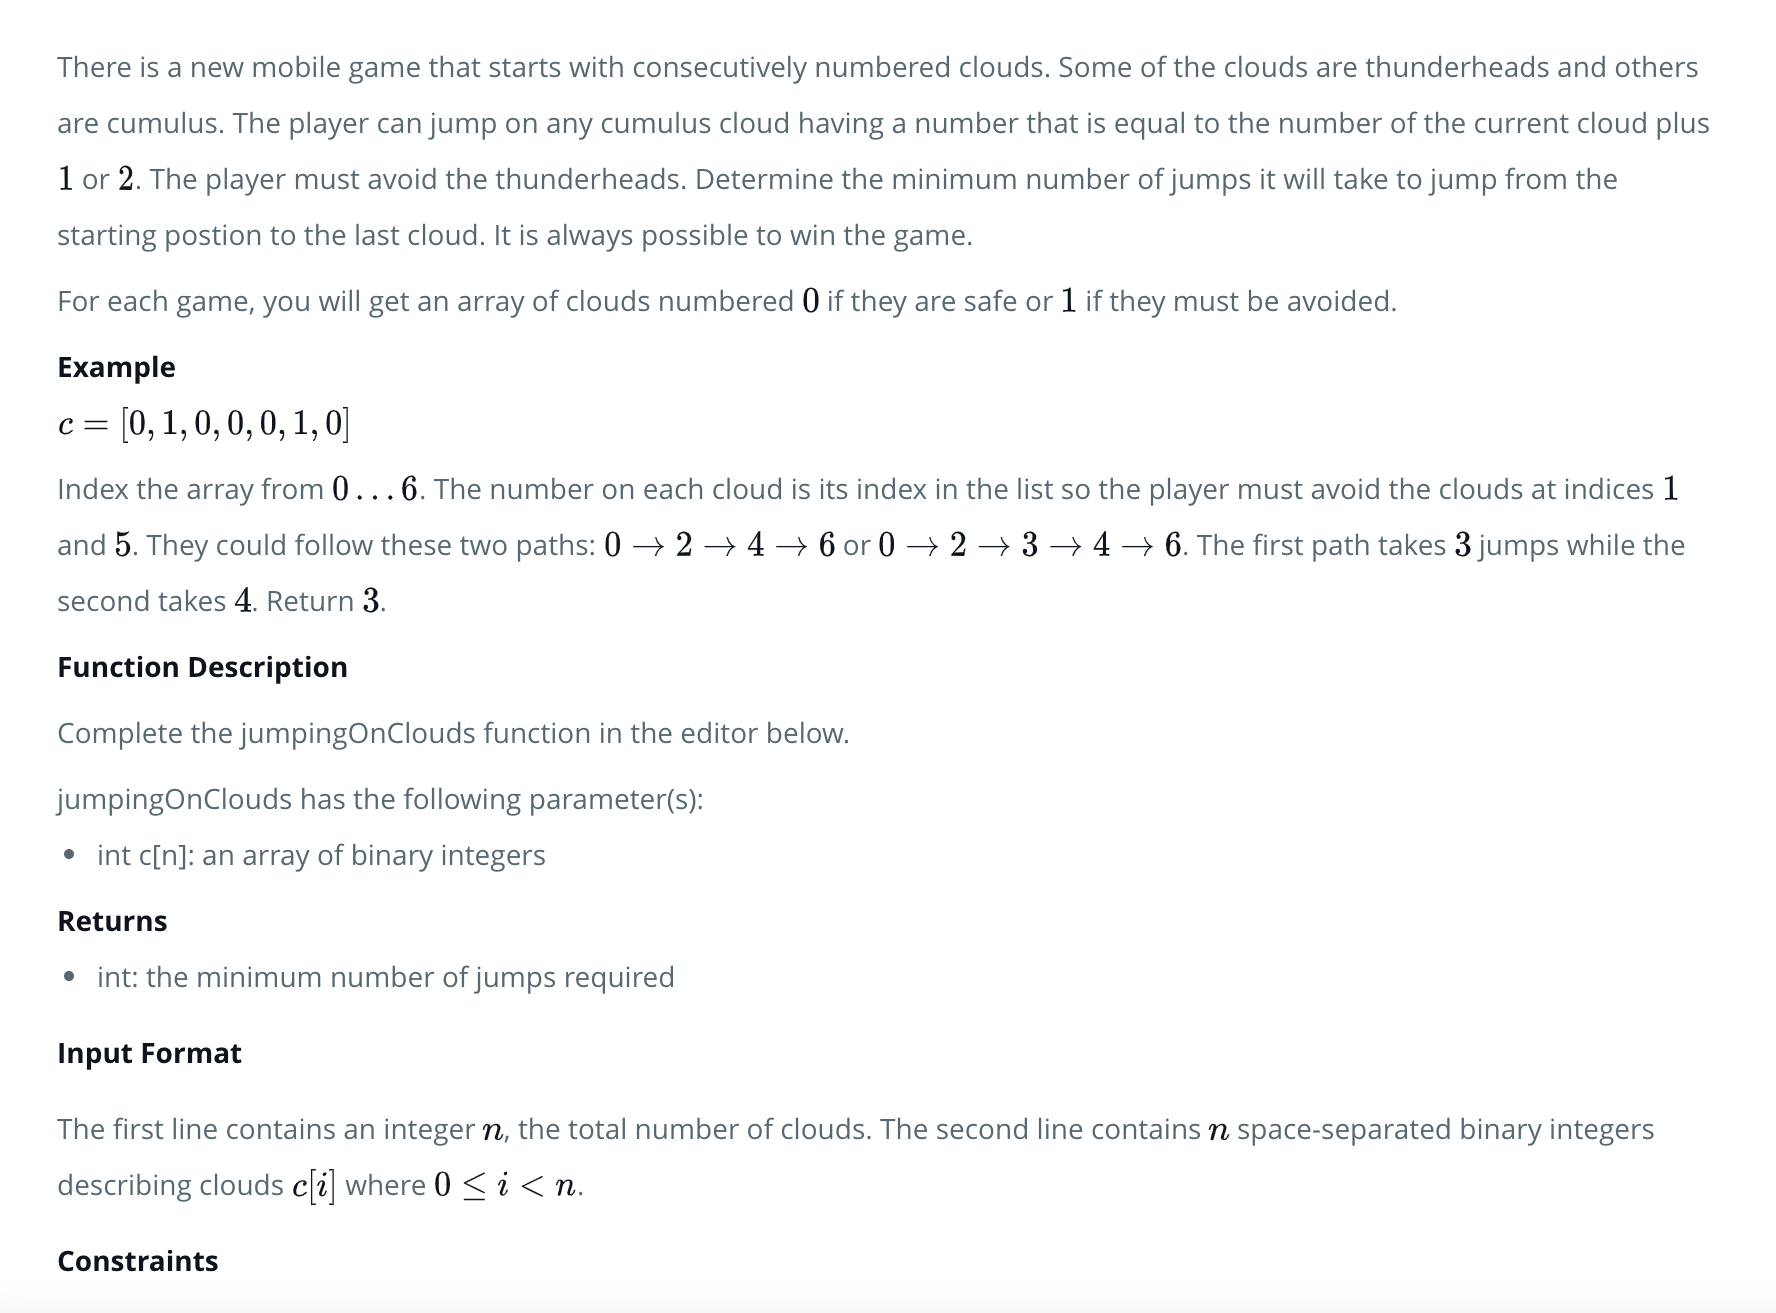 There is a new mobile game that starts with consecutively numbered clouds. Some of the clouds are thunderheads and others
are cumulus. The player can jump on any cumulus cloud having a number that is equal to the number of the current cloud plus
1 or 2. The player must avoid the thunderheads. Determine the minimum number of jumps it will take to jump from the
starting postion to the last cloud. It is always possible to win the game.
For each game, you will get an array of clouds numbered 0 if they are safe or 1 if they must be avoided.
Example
c = [0, 1, 0, 0, 0, 1, 0]
Index the array from 0 . . . 6. The number on each cloud is its index in the list so the player must avoid the clouds at indices 1
and 5. They could follow these two paths: 0 → 2 → 4 → 6 or 0 → 2 → 3 → 4 → 6. The first path takes 3 jumps while the
second takes 4. Return 3.
Function Description
Complete the jumpingOnClouds function in the editor below.
jumpingOnClouds has the following parameter(s):
• int c[n]: an array of binary integers
Returns
• int: the minimum number of jumps required
Input Format
The first line contains an integer n, the total number of clouds. The second line contains n space-separated binary integers
describing clouds c[i] where 0 ≤ i < n.
Constraints